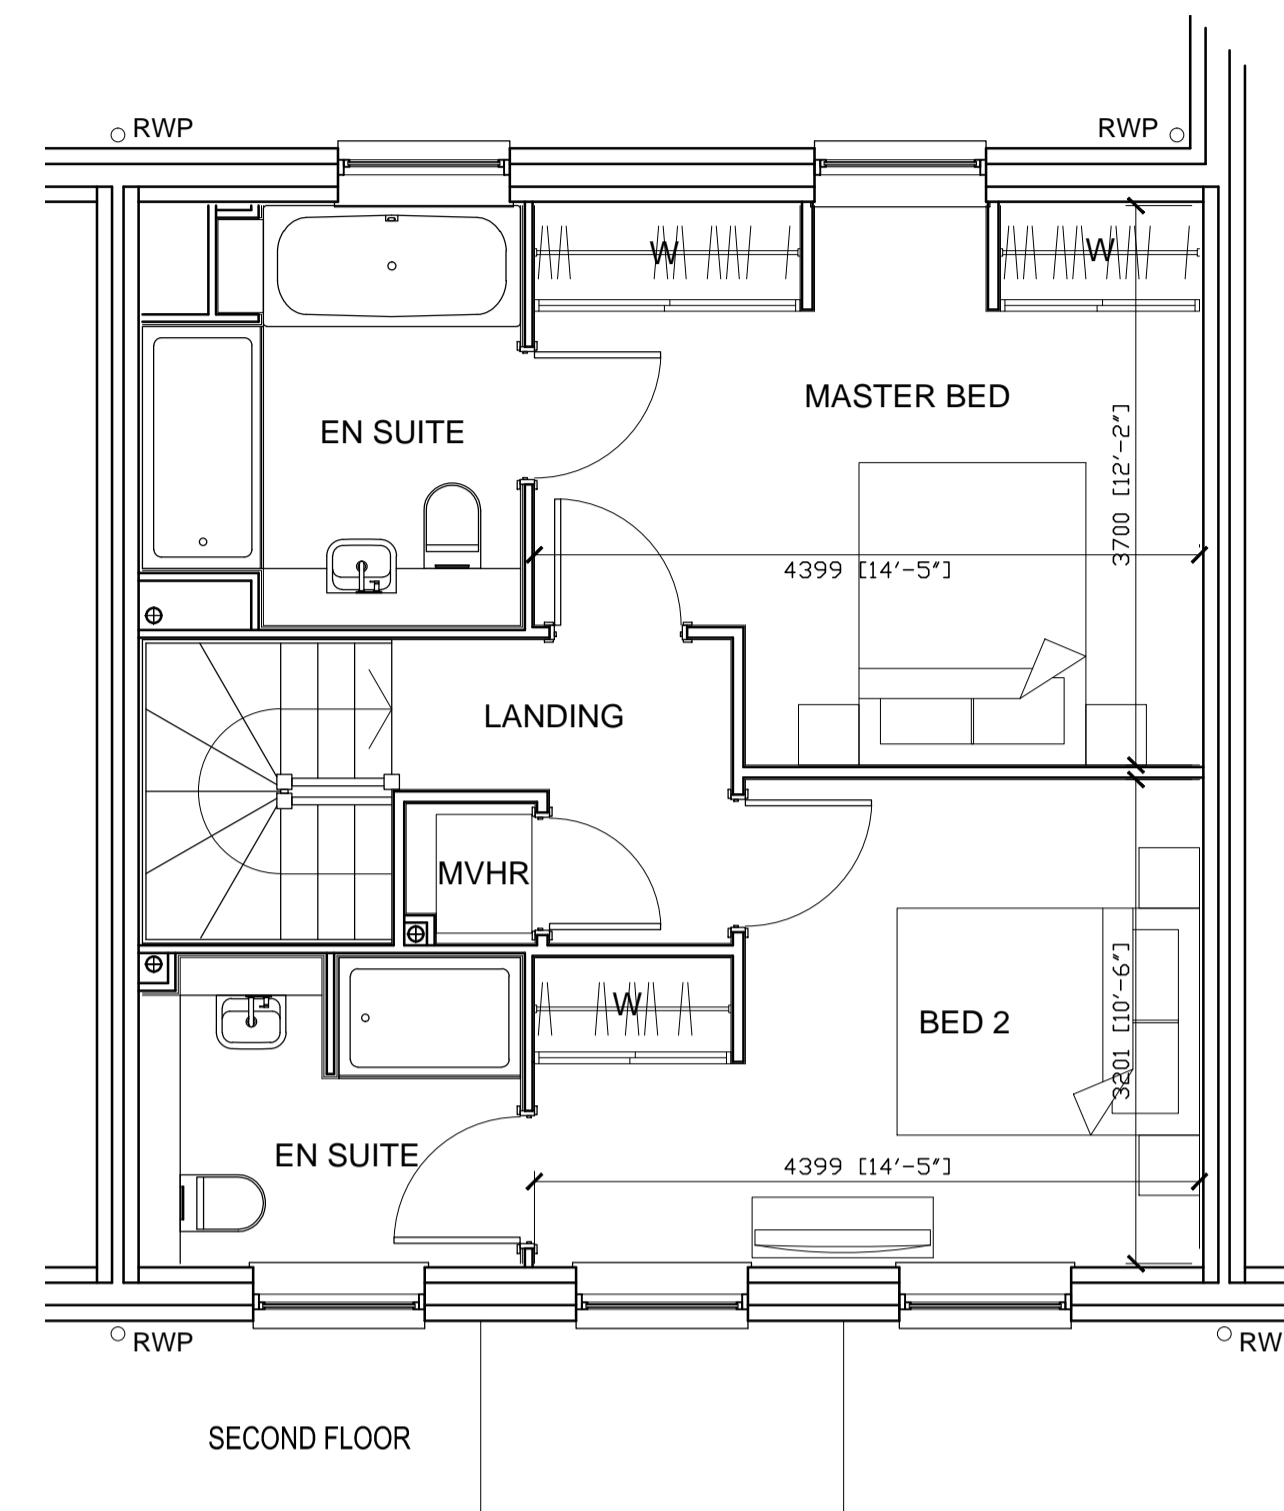 RWP
RWP
W
W
MASTER BED
EN SUITE
3700 [12'-2"]
4399 [14'-5"]
LANDING
MVHR
W
BED 2
3201 [10'-6"]
EN SUITE
4399 [14'-5"]
RWP
RW
SECOND FLOOR